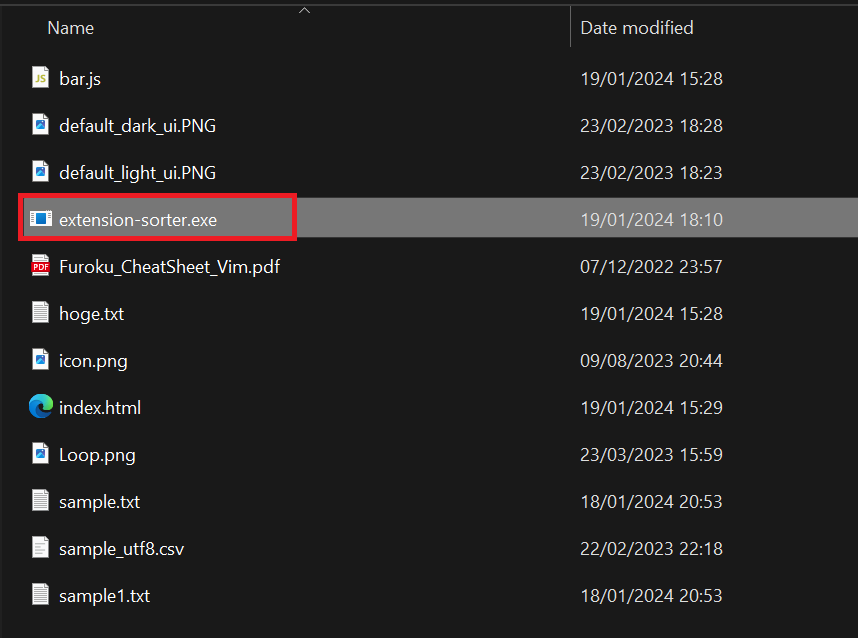 Name Date modified
bar.js 19/01/2024 15:28
default_dark_ui.PNG 23/02/2023 18:28
default_light_ui.PNG 23/02/2023 18:23
extension-sorter.exe 19/01/2024 18:10
PDF Furoku_CheatSheet_Vim.pdf 07/12/2022 23:57
hoge.txt 19/01/2024 15:28
icon.png 09/08/2023 20:44
index.html 19/01/2024 15:29
Loop.png 23/03/2023 15:59
sample.txt 18/01/2024 20:53
sample_utf8.csv 22/02/2023 22:18
sample1.txt 18/01/2024 20:53